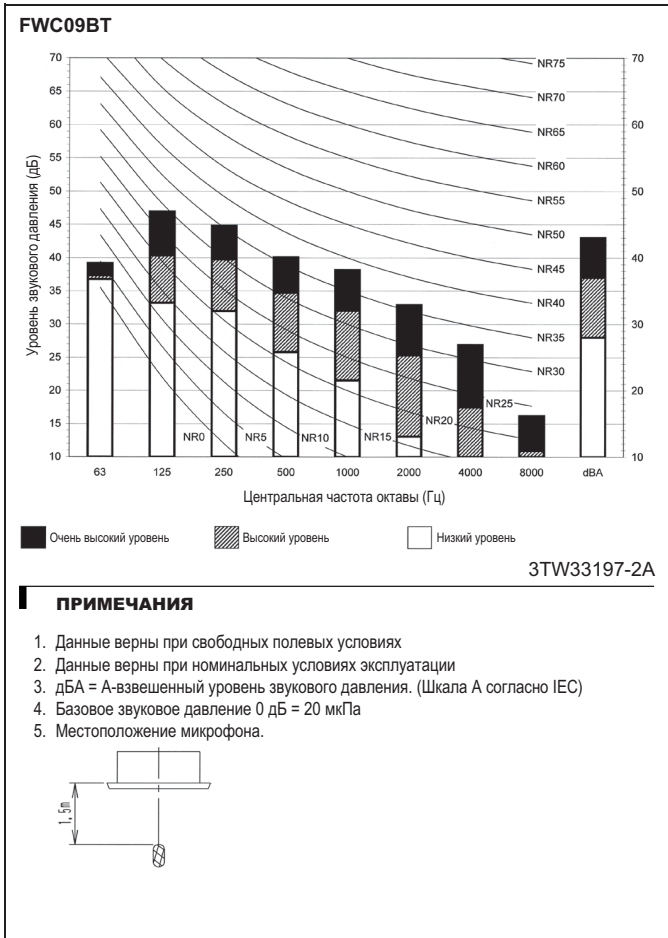 FWC09BT
Уровень звукового давления (дБ)
70
65
60
55
50
45
40
35
30
25
20
15
10
70
60
50
40
30
20
10
NR75
NR70
NR65
NR60
NR55
NR50
NR45
NR40
NR35
NR30
NR25
NR20
NR0 NR5 NR10 NR15
63 125 250 500 1000 2000 4000 8000 dBA
Центральная частота октавы (Гц)
Очень высокий уровень Высокий уровень Низкий уровень
3TW33197-2A
ПРИМЕЧАНИЯ
1. Данные верны при свободных полевых условиях
2. Данные верны при номинальных условиях эксплуатации
3. дБА = А-взвешенный уровень звукового давления. (Шкала А согласно IEC)
4. Базовое звуковое давление 0 дБ = 20 мкПа
5. Местоположение микрофона.
1, 5m